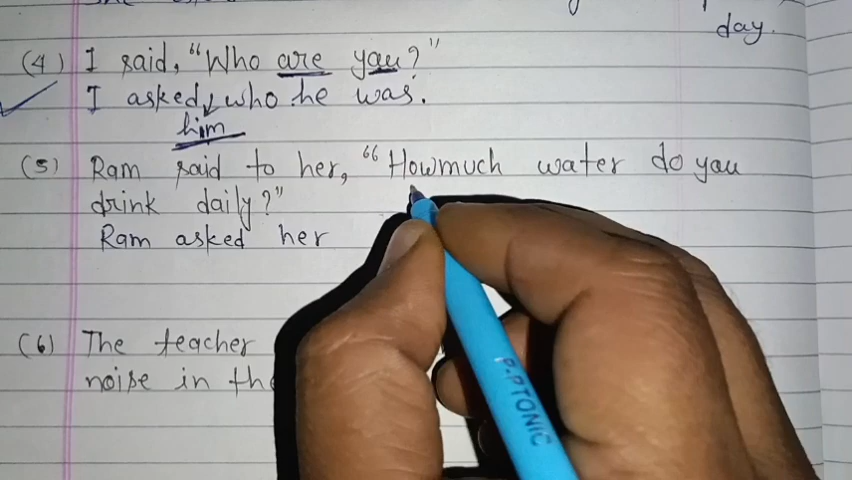 day.
(4) I said, "Who are you?"
I asked who he was.
him
(5) Ram said to her, "Howmuch water do you
drink daily?"
Ram asked her
(6) The teacher
noise in the
P-PTONIC